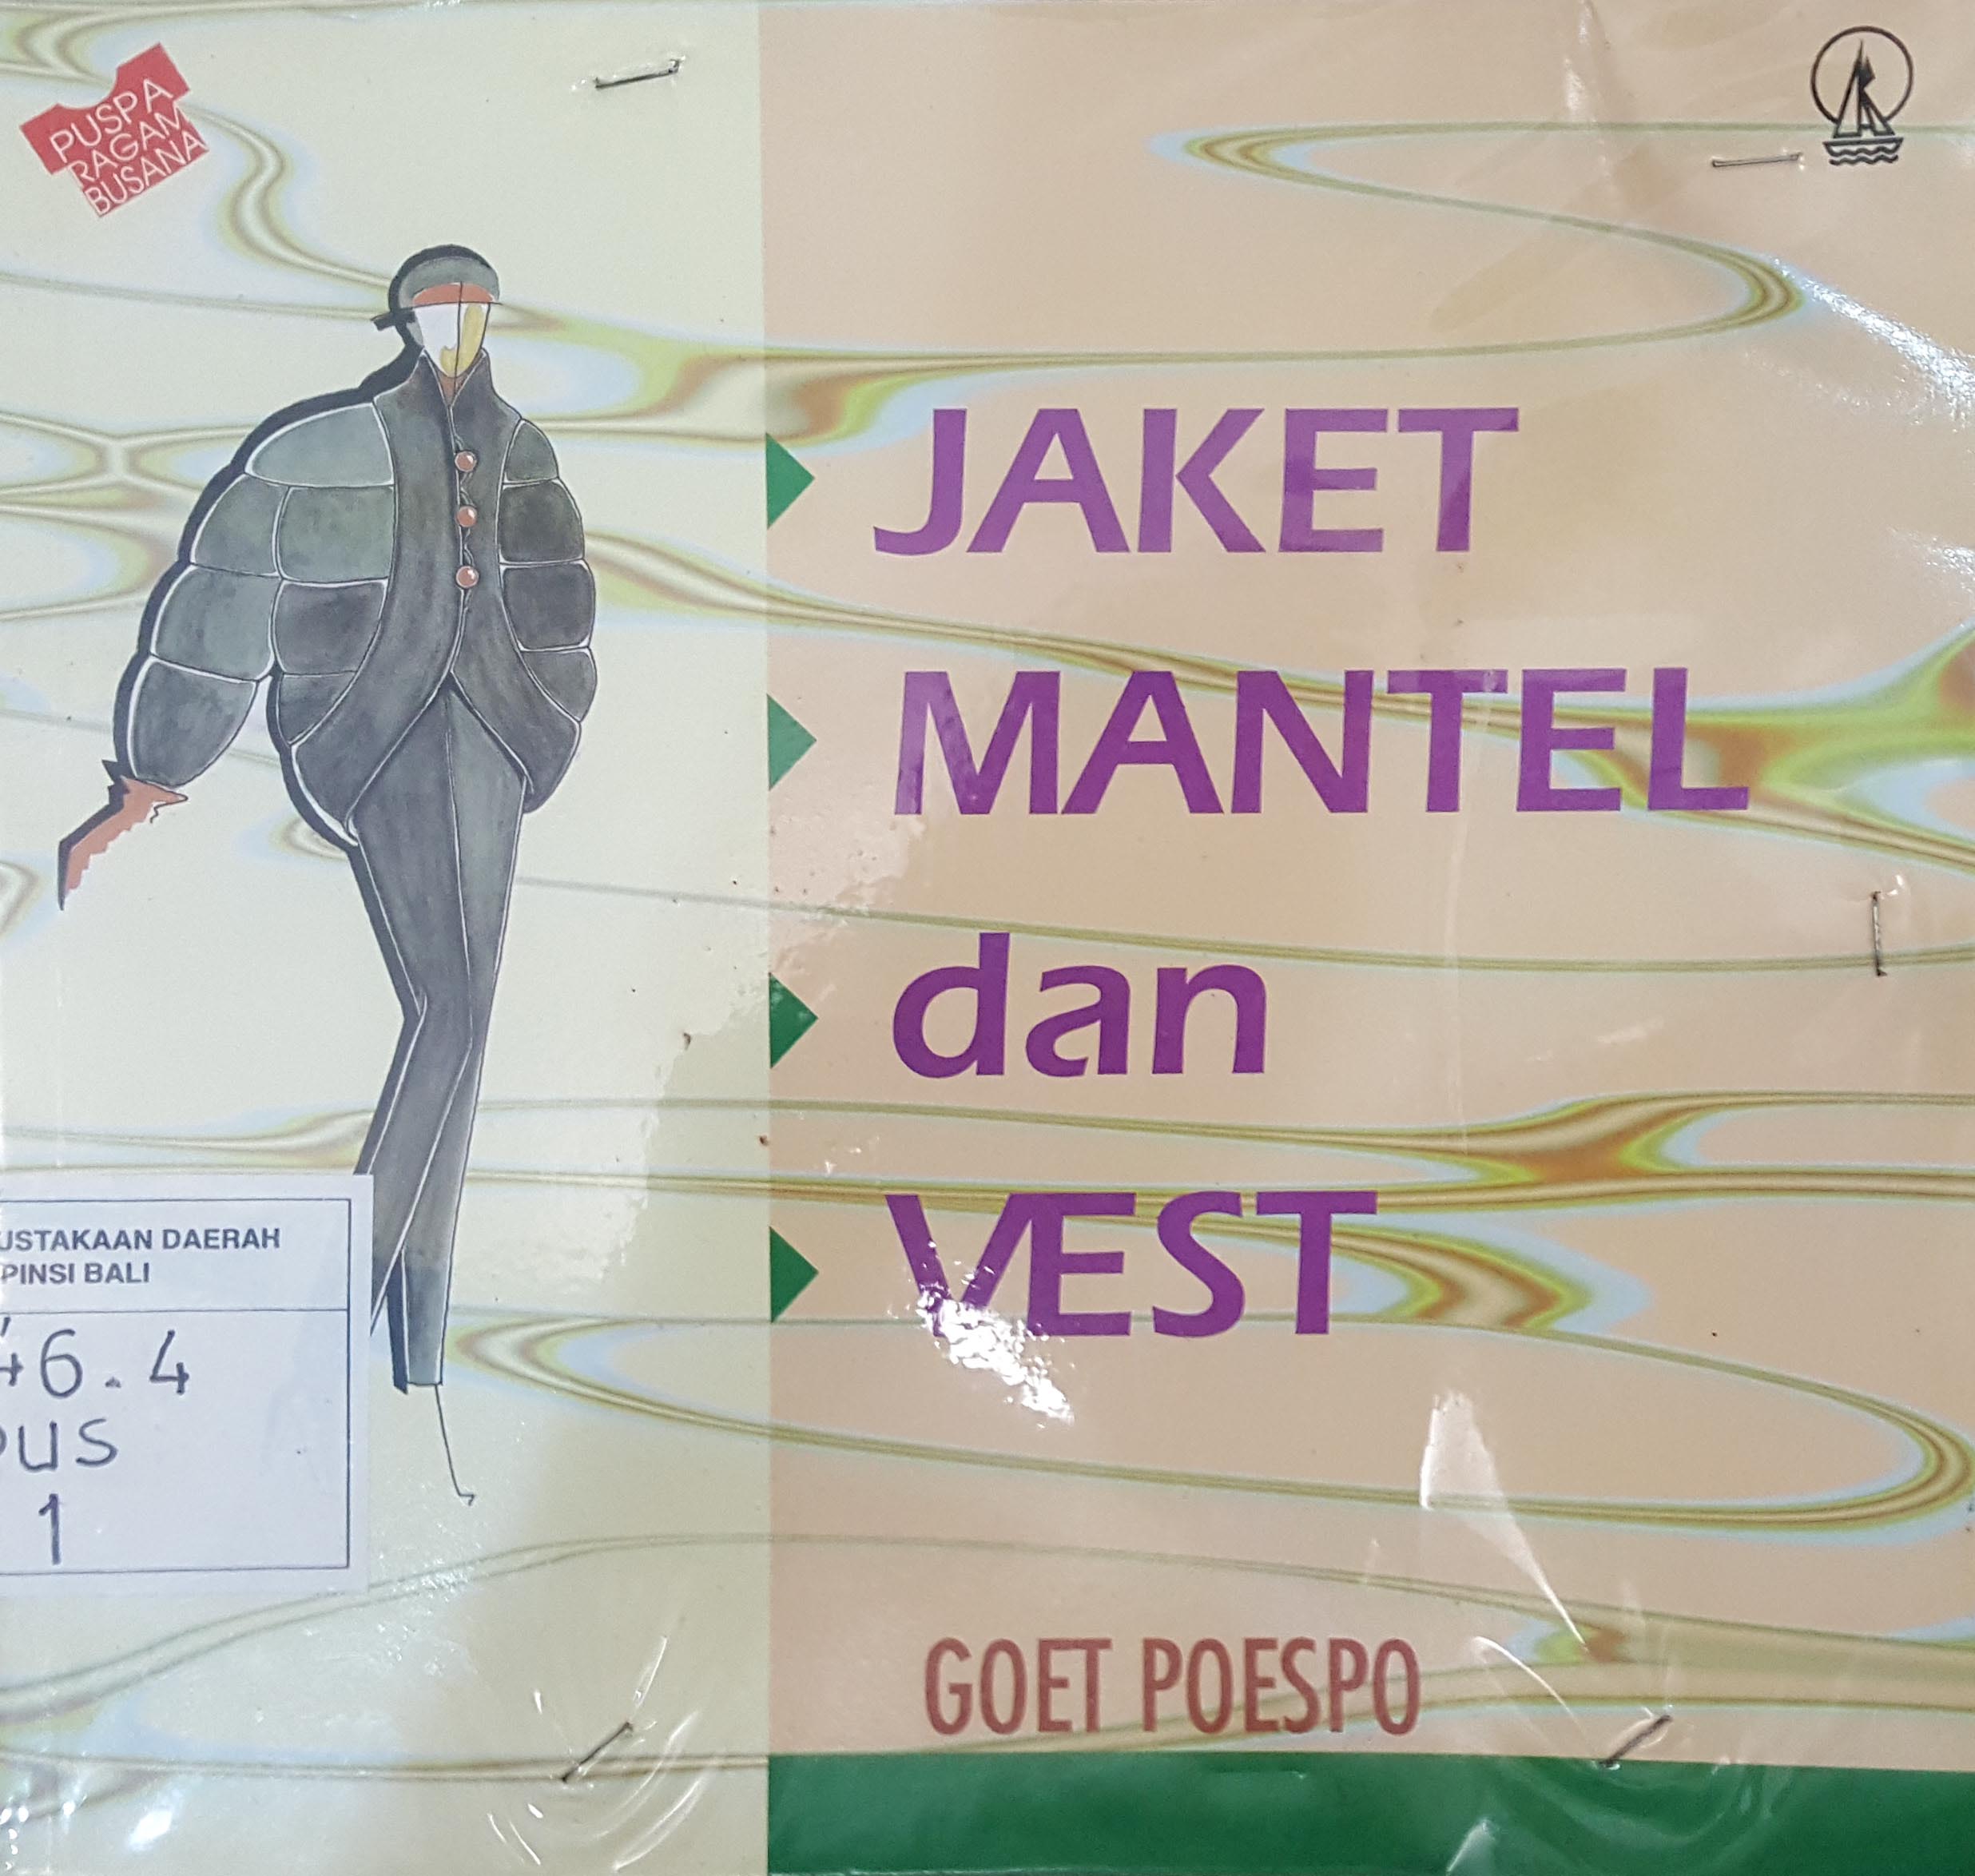 PUSPA
RAGAM
BUSANA
JAKET
MANTEL
dan
VEST
USTAKAAN DAERAH
PINSI BALI
46.4
us
1
GOET POESPO